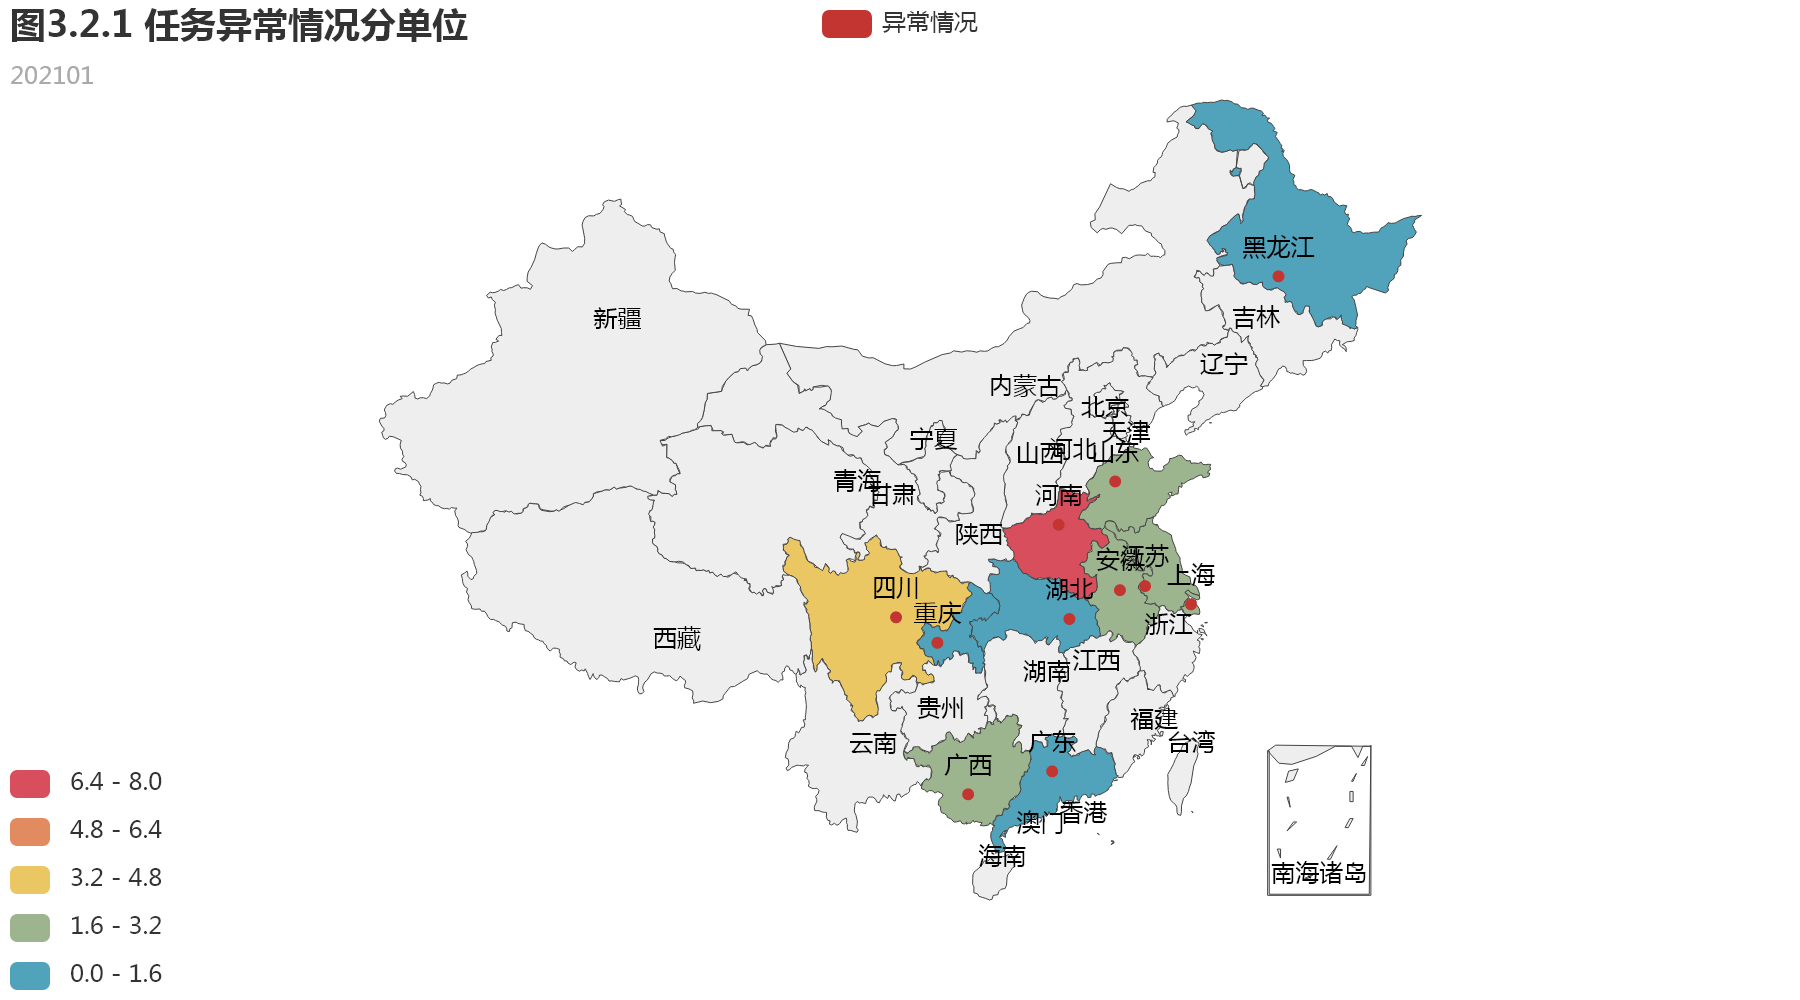 图3.2.1 任务异常情况分单位
异常情况
202101
黑龙江
吉林
新疆
辽宁
内蒙古
北京
天津
宁夏
山西
河北
山东
青海
甘肃
河南
陕西
安徽
江苏
上海
四川
湖北
重庆
浙江
西藏
江西
湖南
贵州
福建
云南
广东
台湾
广西
香港
澳门
海南
南海诸岛
6.4 - 8.0
4.8 - 6.4
3.2 - 4.8
1.6 - 3.2
0.0 - 1.6